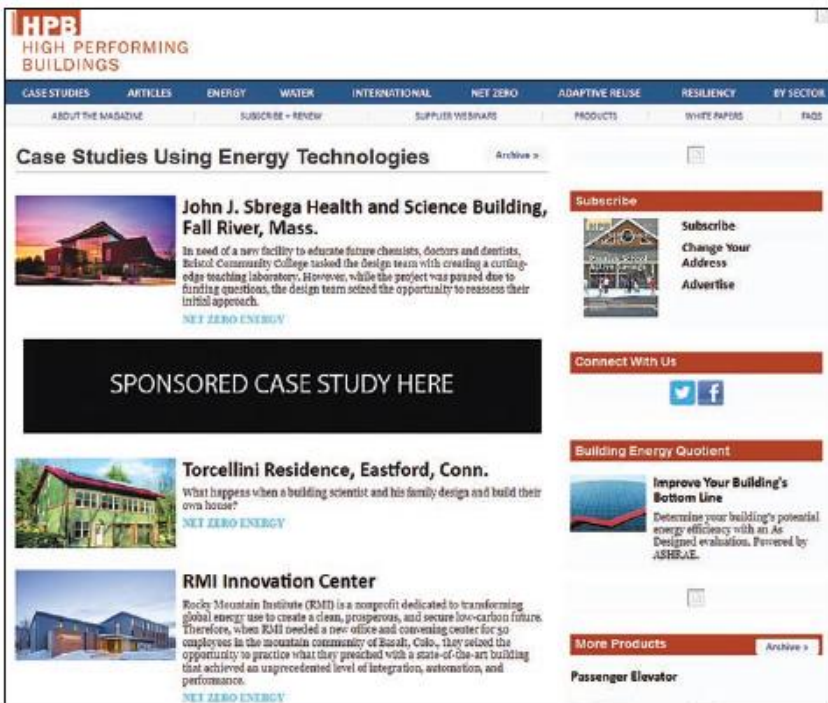 HPB
HIGH PERFORMING
BUILDINGS
CASE STUDIES ARTICLES ENERGY WATER INTERNATIONAL NET ZERO ADAPTIVE REUSE RESILIENCY BY SECTOR
ABOUT THE MAGAZINE SUBSCRIBE + RENEW SUPPLIER WEBINARS PRODUCTS WHITE PAPERS FAQS
Case Studies Using Energy Technologies
Archive »
John J. Sbrega Health and Science Building,
Fall River, Mass.
In need of a new facility to educate future chemists, doctors and dentists,
Bristol Community College tasked the design team with creating a cutting-
edge teaching laboratory. However, while the project was paused due to
funding questions, the design team seized the opportunity to reassess their
initial approach.
NET ZERO ENERGY
SPONSORED CASE STUDY HERE
Torcellini Residence, Eastford, Conn.
What happens when a building scientist and his family design and build their
own house?
NET ZERO ENERGY
RMI Innovation Center
Rocky Mountain Institute (RMI) is a nonprofit dedicated to transforming
global energy use to create a clean, prosperous, and secure low-carbon future.
Therefore, when RMI needed a new office and convening center for 50
employees in the mountain community of Basalt, Colo., they seized the
opportunity to practice what they preached with a state-of-the-art building
that achieved an unprecedented level of integration, automation, and
performance.
NET ZERO ENERGY
Subscribe
HPB
Subscribe
Change Your
Address
Advertise
Connect With Us
Building Energy Quotient
Improve Your Building's
Bottom Line
Determine your building's potential
energy efficiency with an As
Designed evaluation. Powered by
ASHRAE.
More Products
Archive »
Passenger Elevator